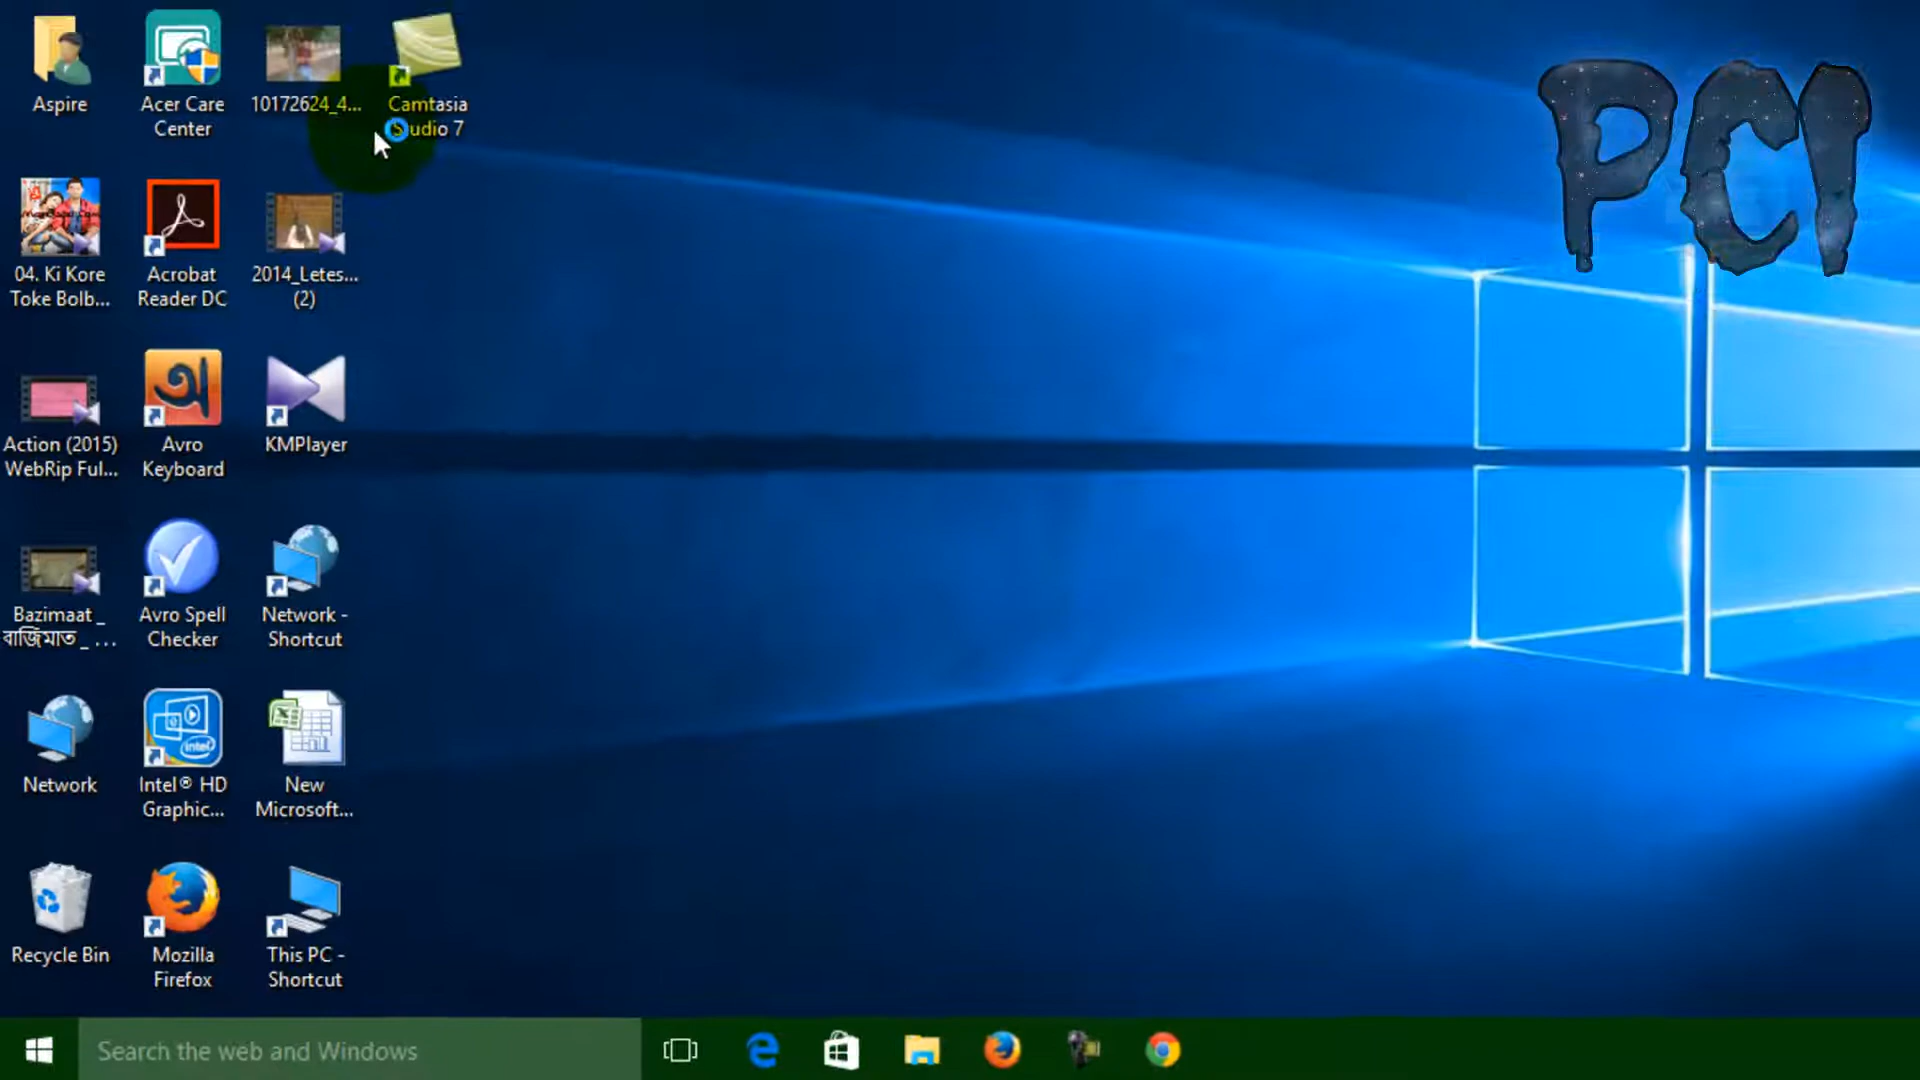 Aspire
Acer Care
Center
10172624_4...
Camtasia
Studio 7
PCI
04. Ki Kore
Toke Bolb...
Acrobat
Reader DC
2014_Letes...
(2)
Action (2015)
WebRip Ful...
অ
Avro
Keyboard
KMPlayer
Bazimaat _
বাজিমাত _ ...
Avro Spell
Checker
Network -
Shortcut
Network
intel
Intel® HD
Graphic...
New
Microsoft...
Recycle Bin
Mozilla
Firefox
This PC -
Shortcut
Search the web and Windows